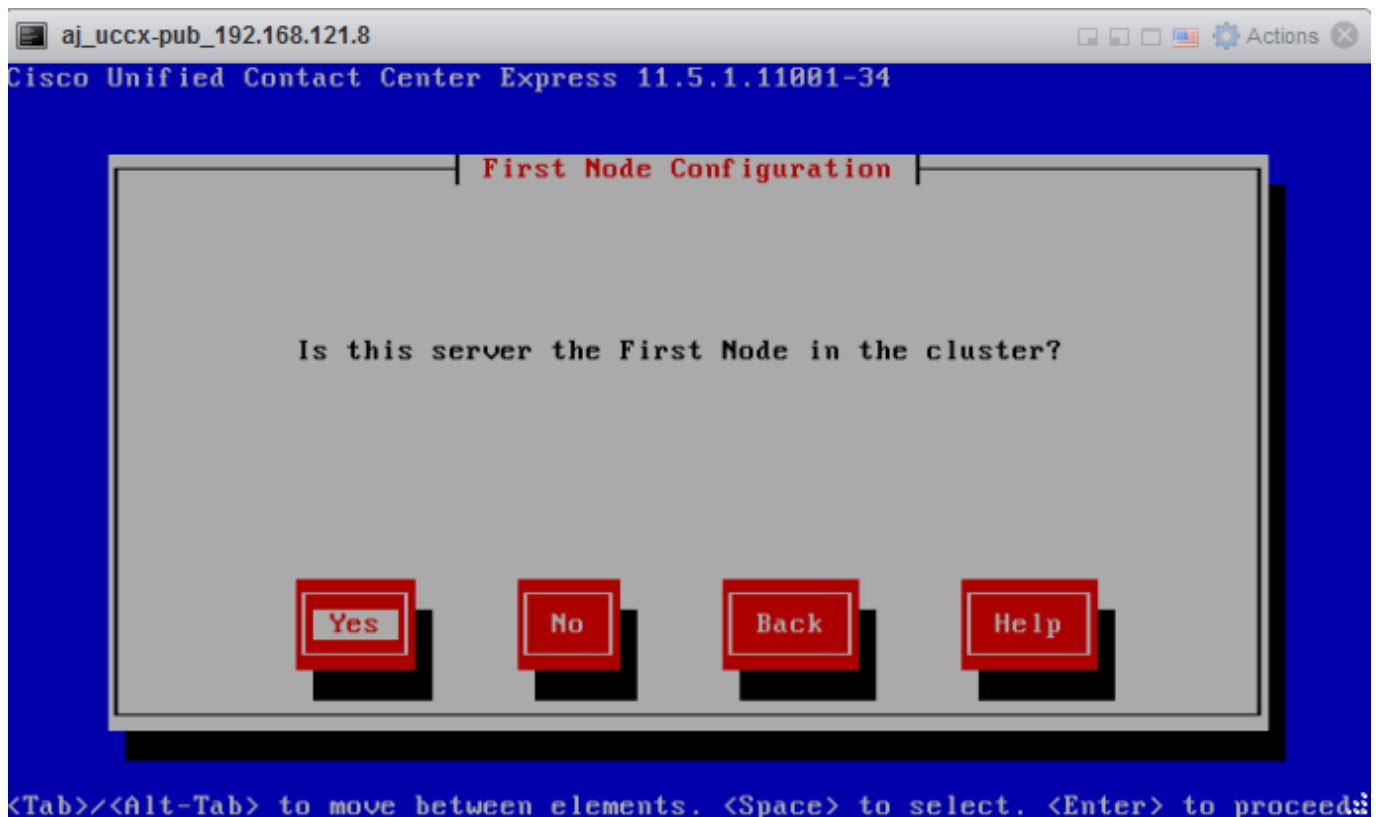 aj_uccx-pub_192.168.121.8
Actions
Cisco Unified Contact Center Express 11.5.1.11001-34
First Node Configuration
Is this server the First Node in the cluster?
Yes No Back Help
<Tab>/<Alt-Tab> to move between elements. <Space> to select. <Enter> to proceed